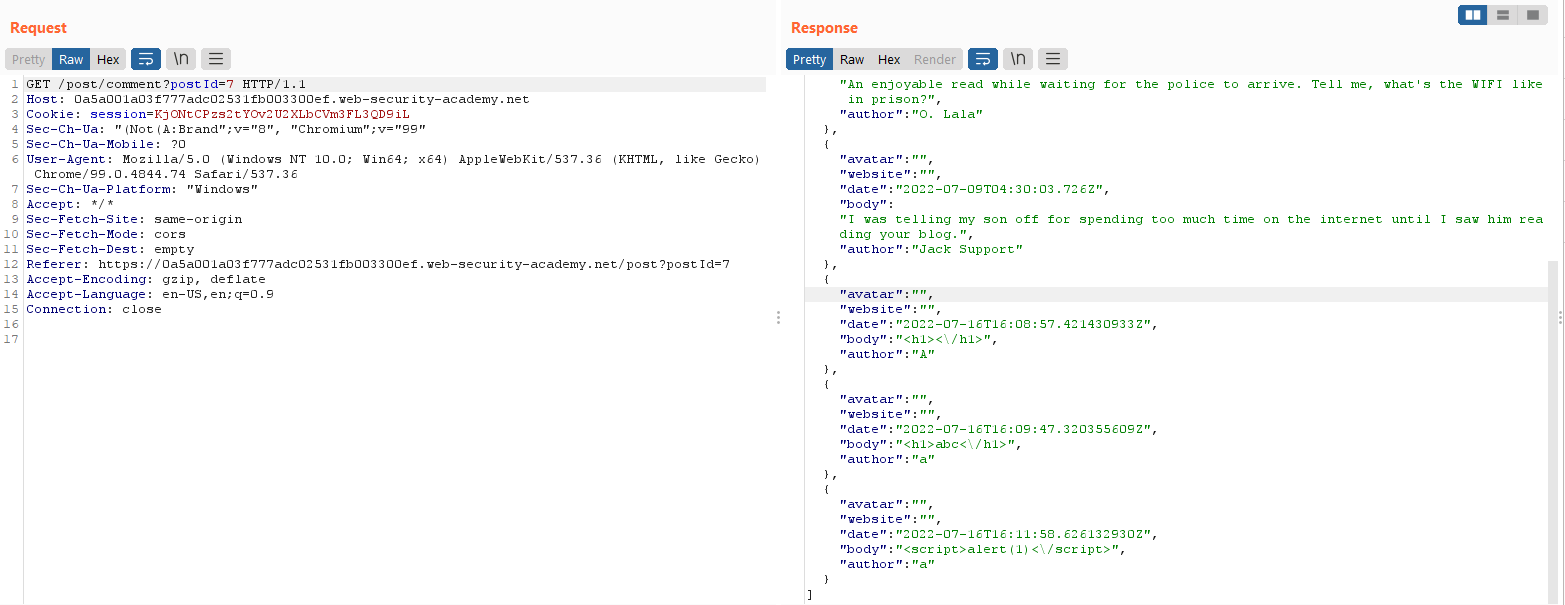 Request
Pretty Raw Hex \n
1 GET /post/comment?postId=7 HTTP/1.1
2 Host: 0a5a001a03f777adc02531fb003300ef.web-security-academy.net
3 Cookie: session=KjONtCPzs2tYOv2U2XLbCVm3FL3QD9iL
4 Sec-Ch-Ua: "(Not(A:Brand";v="8", "Chromium";v="99"
5 Sec-Ch-Ua-Mobile: ?0
6 User-Agent: Mozilla/5.0 (Windows NT 10.0; Win64; x64) AppleWebKit/537.36 (KHTML, like Gecko)
Chrome/99.0.4844.74 Safari/537.36
7 Sec-Ch-Ua-Platform: "Windows"
8 Accept: */*
9 Sec-Fetch-Site: same-origin
10 Sec-Fetch-Mode: cors
11 Sec-Fetch-Dest: empty
12 Referer: https://0a5a001a03f777adc02531fb003300ef.web-security-academy.net/post?postId=7
13 Accept-Encoding: gzip, deflate
14 Accept-Language: en-US,en;q=0.9
15 Connection: close
16
17
Response
Pretty Raw Hex Render \n
"An enjoyable read while waiting for the police to arrive. Tell me, what's the WIFI like
in prison?",
"author":"O. Lala"
},
{
"avatar":"",
"website":"",
"date":"2022-07-09T04:30:03.726Z",
"body":
"I was telling my son off for spending too much time on the internet until I saw him rea
ding your blog.",
"author":"Jack Support"
},
{
"avatar":"",
"website":"",
"date":"2022-07-16T16:08:57.421430933Z",
"body":"<h1><\/h1>",
"author":"A"
},
{
"avatar":"",
"website":"",
"date":"2022-07-16T16:09:47.320355609Z",
"body":"<h1>abc<\/h1>",
"author":"a"
},
{
"avatar":"",
"website":"",
"date":"2022-07-16T16:11:58.626132930Z",
"body":"<script>alert(1)<\/script>",
"author":"a"
}
]